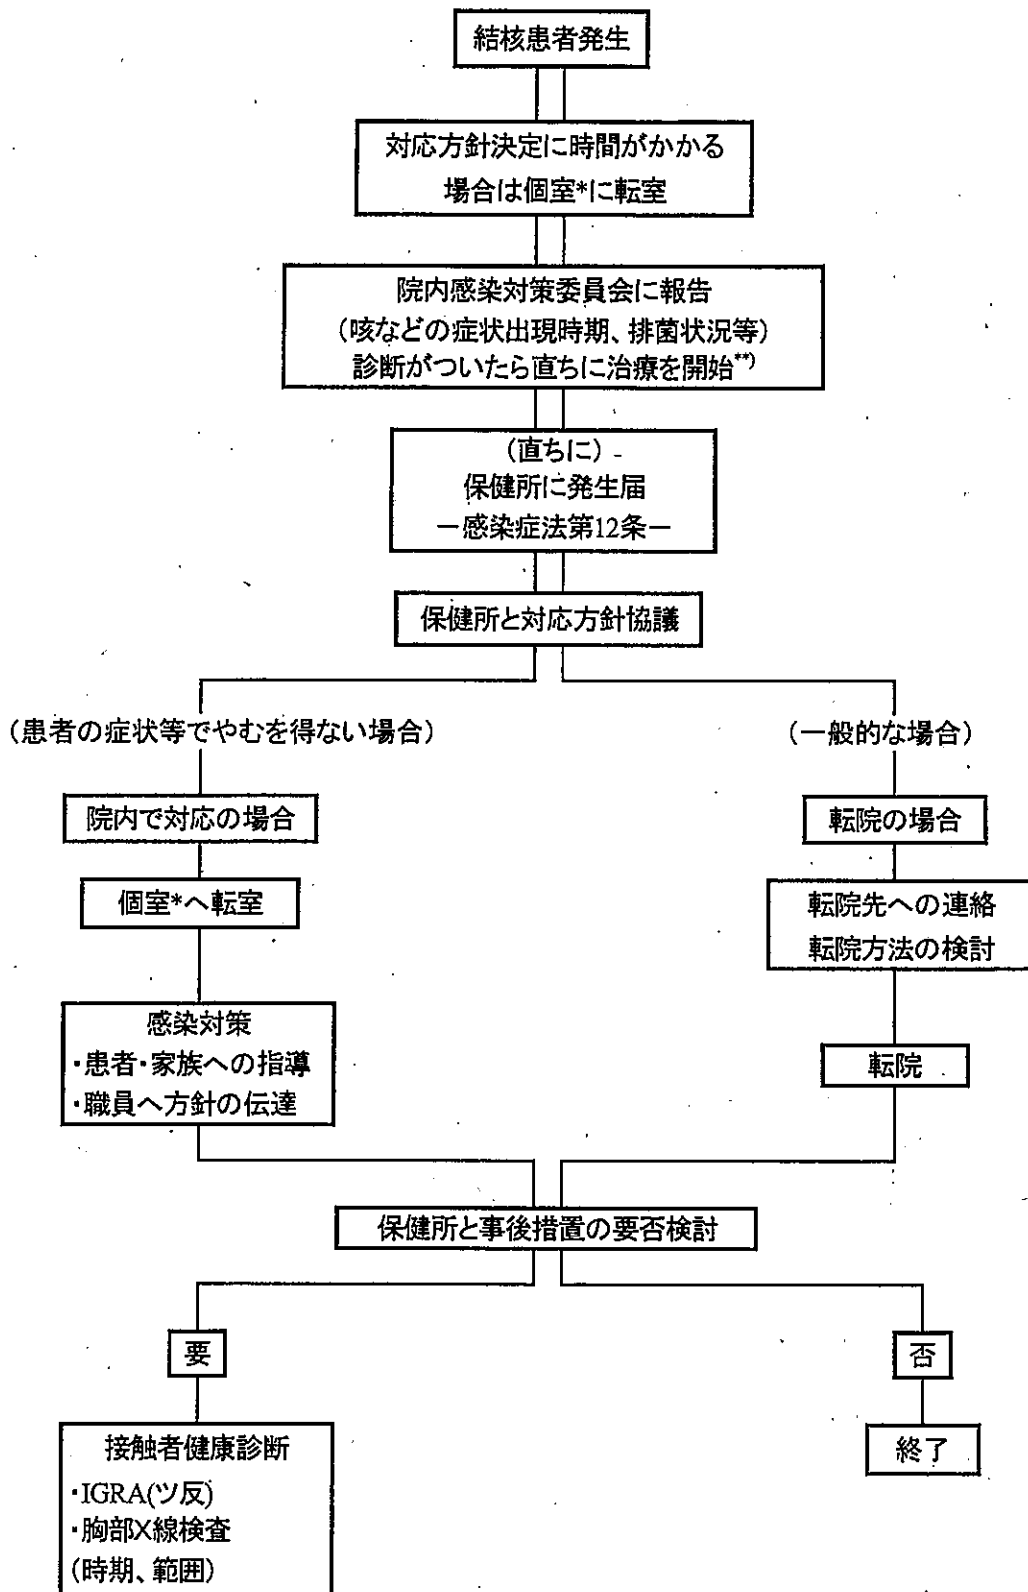 結核患者発生
対応方針決定に時間がかかる
場合は個室*に転室
院内感染対策委員会に報告
(咳などの症状出現時期、排菌状況等)
診断がついたら直ちに治療を開始**)
(直ちに)
保健所に発生届
－感染症法第12条－
保健所と対応方針協議
(患者の症状等でやむを得ない場合)
(一般的な場合)
院内で対応の場合
転院の場合
個室*へ転室
転院先への連絡
転院方法の検討
感染対策
・患者・家族への指導
・職員へ方針の伝達
転院
保健所と事後措置の要否検討
要
否
接触者健康診断
・IGRA(ツ反)
・胸部X線検査
(時期、範囲)
終了